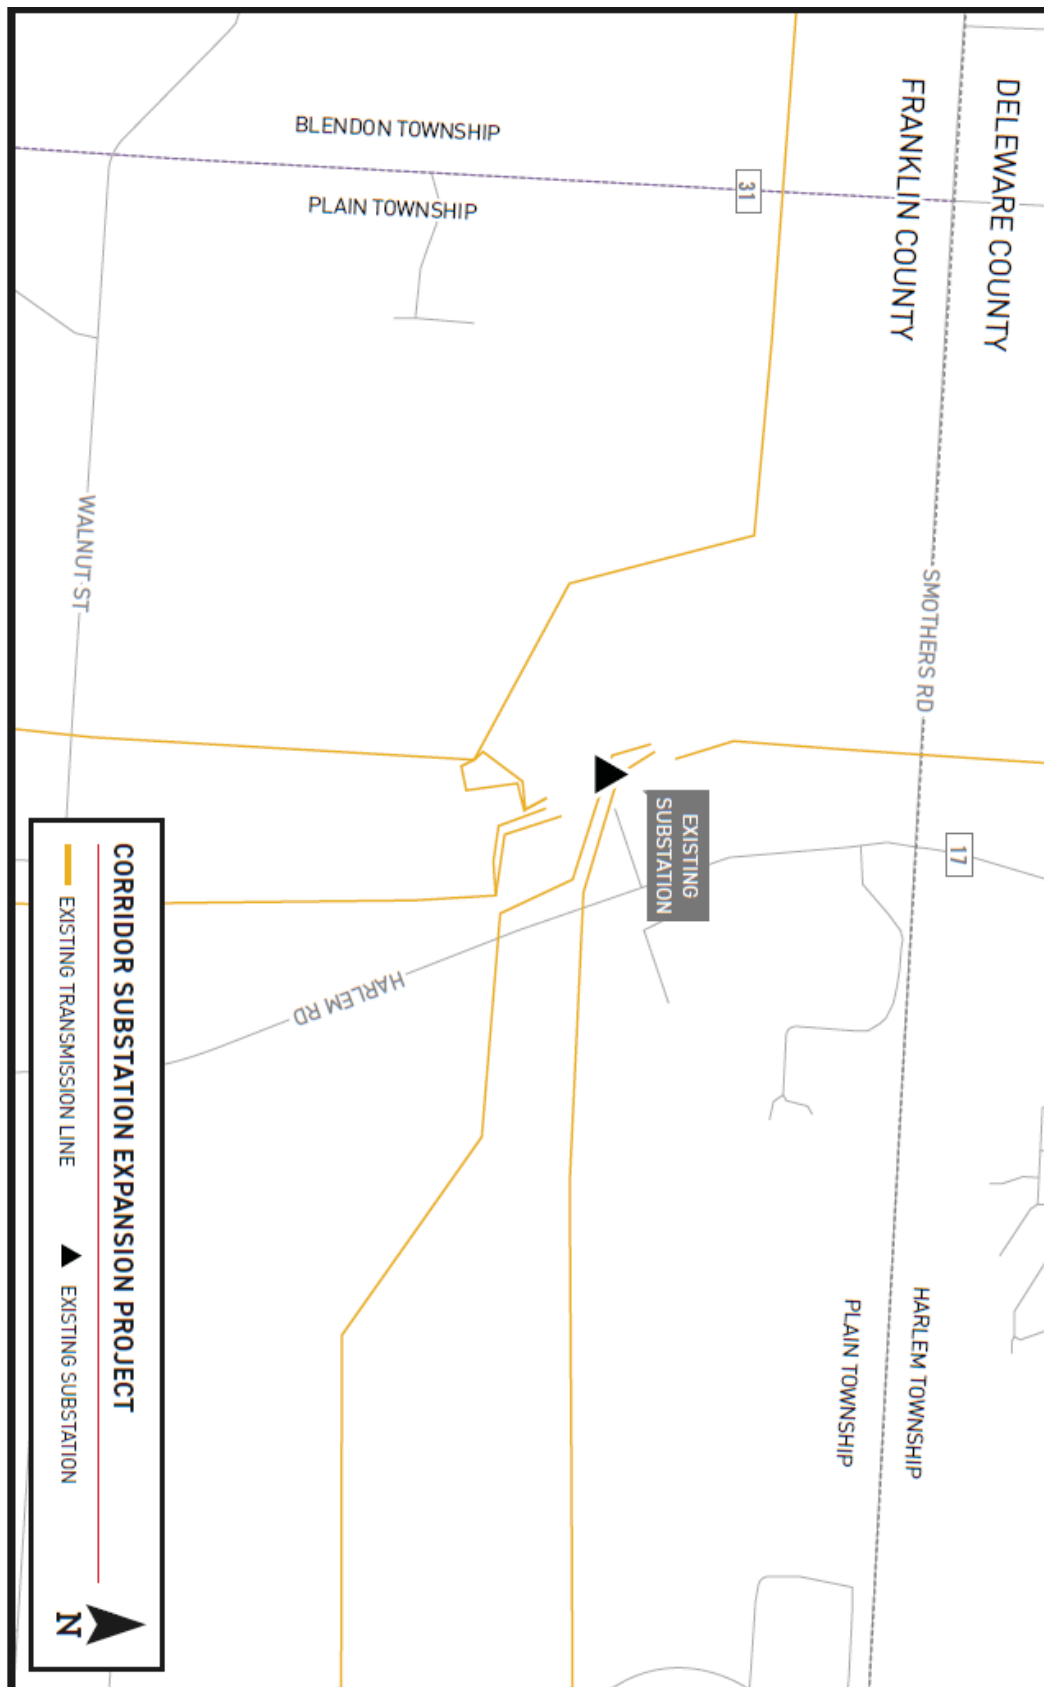 DELEWARE COUNTY
FRANKLIN COUNTY
BLENDON TOWNSHIP
PLAIN TOWNSHIP
31
SMOTHERS RD
17
EXISTING
SUBSTATION
WALNUT ST
HARLEM RD
HARLEM TOWNSHIP
PLAIN TOWNSHIP
CORRIDOR SUBSTATION EXPANSION PROJECT
EXISTING TRANSMISSION LINE
EXISTING SUBSTATION
N